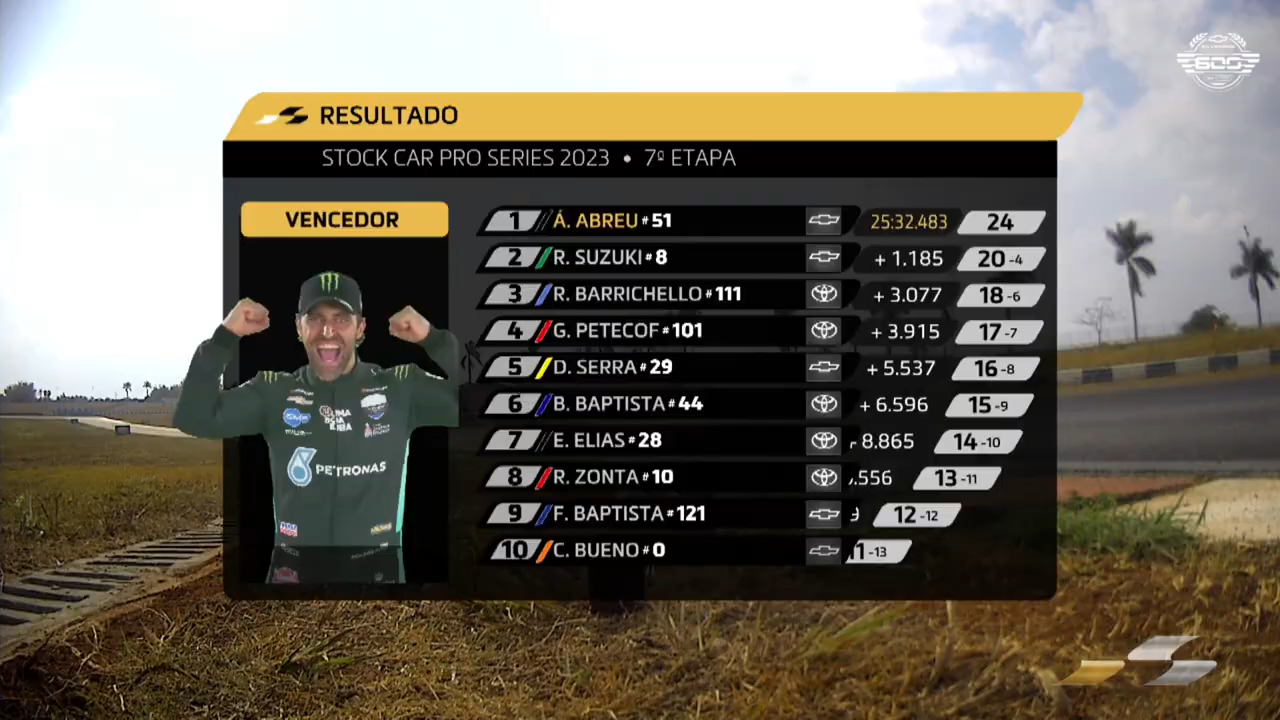 600
RESULTADO
STOCK CAR PRO SERIES 2023 • 7ª ETAPA
VENCEDOR
1 Á. ABREU #51 25:32.483 24
2 R. SUZUKI #8 + 1.185 20 -4
3 R. BARRICHELLO #111 + 3.077 18 -6
4 G. PETECOF #101 + 3.915 17 -7
5 D. SERRA #29 + 5.537 16 -8
6 B. BAPTISTA #44 + 6.596 15 -9
7 E. ELIAS #28 + 8.865 14 -10
8 R. ZONTA #10 .556 13 -11
9 F. BAPTISTA #121 9 12 -12
10 C. BUENO #0 11 -13
PETRONAS